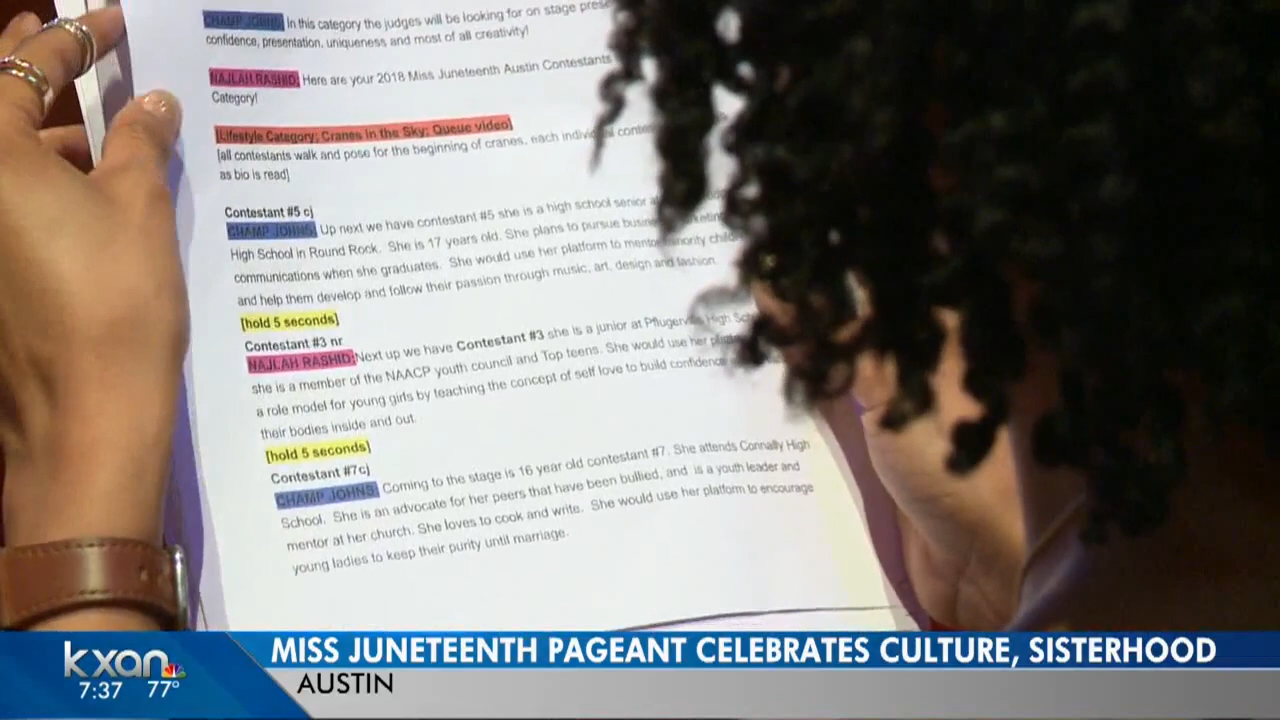 CHAMP JOHNS: In this category the judges will be looking for on stage
confidence, presentation, uniqueness and most of all creativity!
NAJLAH RASHID: Here are your 2018 Miss Juneteenth Austin Contestants
Category!
[Lifestyle Category: Cranes in the Sky: Queue video]
[all contestants walk and pose for the beginning of cranes, each
as bio is read]
Contestant #5 cj
CHAMP JOHNS: Up next we have contestant #5 she is a high school senior
High School in Round Rock. She is 17 years old. She plans to pursue
communications when she graduates. She would use her platform to mentor minority
and help them develop and follow their passion through music, art, design and fashion.
[hold 5 seconds]
Contestant #3 nr
NAJLAH RASHID: Next up we have Contestant #3 she is a junior at Pflugerville High
she is a member of the NAACP youth council and Top teens. She would use her
a role model for young girls by teaching the concept of self love to build confidence
their bodies inside and out.
[hold 5 seconds]
Contestant #7cj
CHAMP JOHNS: Coming to the stage is 16 year old contestant #7. She attends Connally High
School. She is an advocate for her peers that have been bullied, and is a youth leader and
mentor at her church. She loves to cook and write. She would use her platform to encourage
young ladies to keep their purity until marriage.
kxan
7:37 77°
MISS JUNETEENTH PAGEANT CELEBRATES CULTURE, SISTERHOOD
AUSTIN